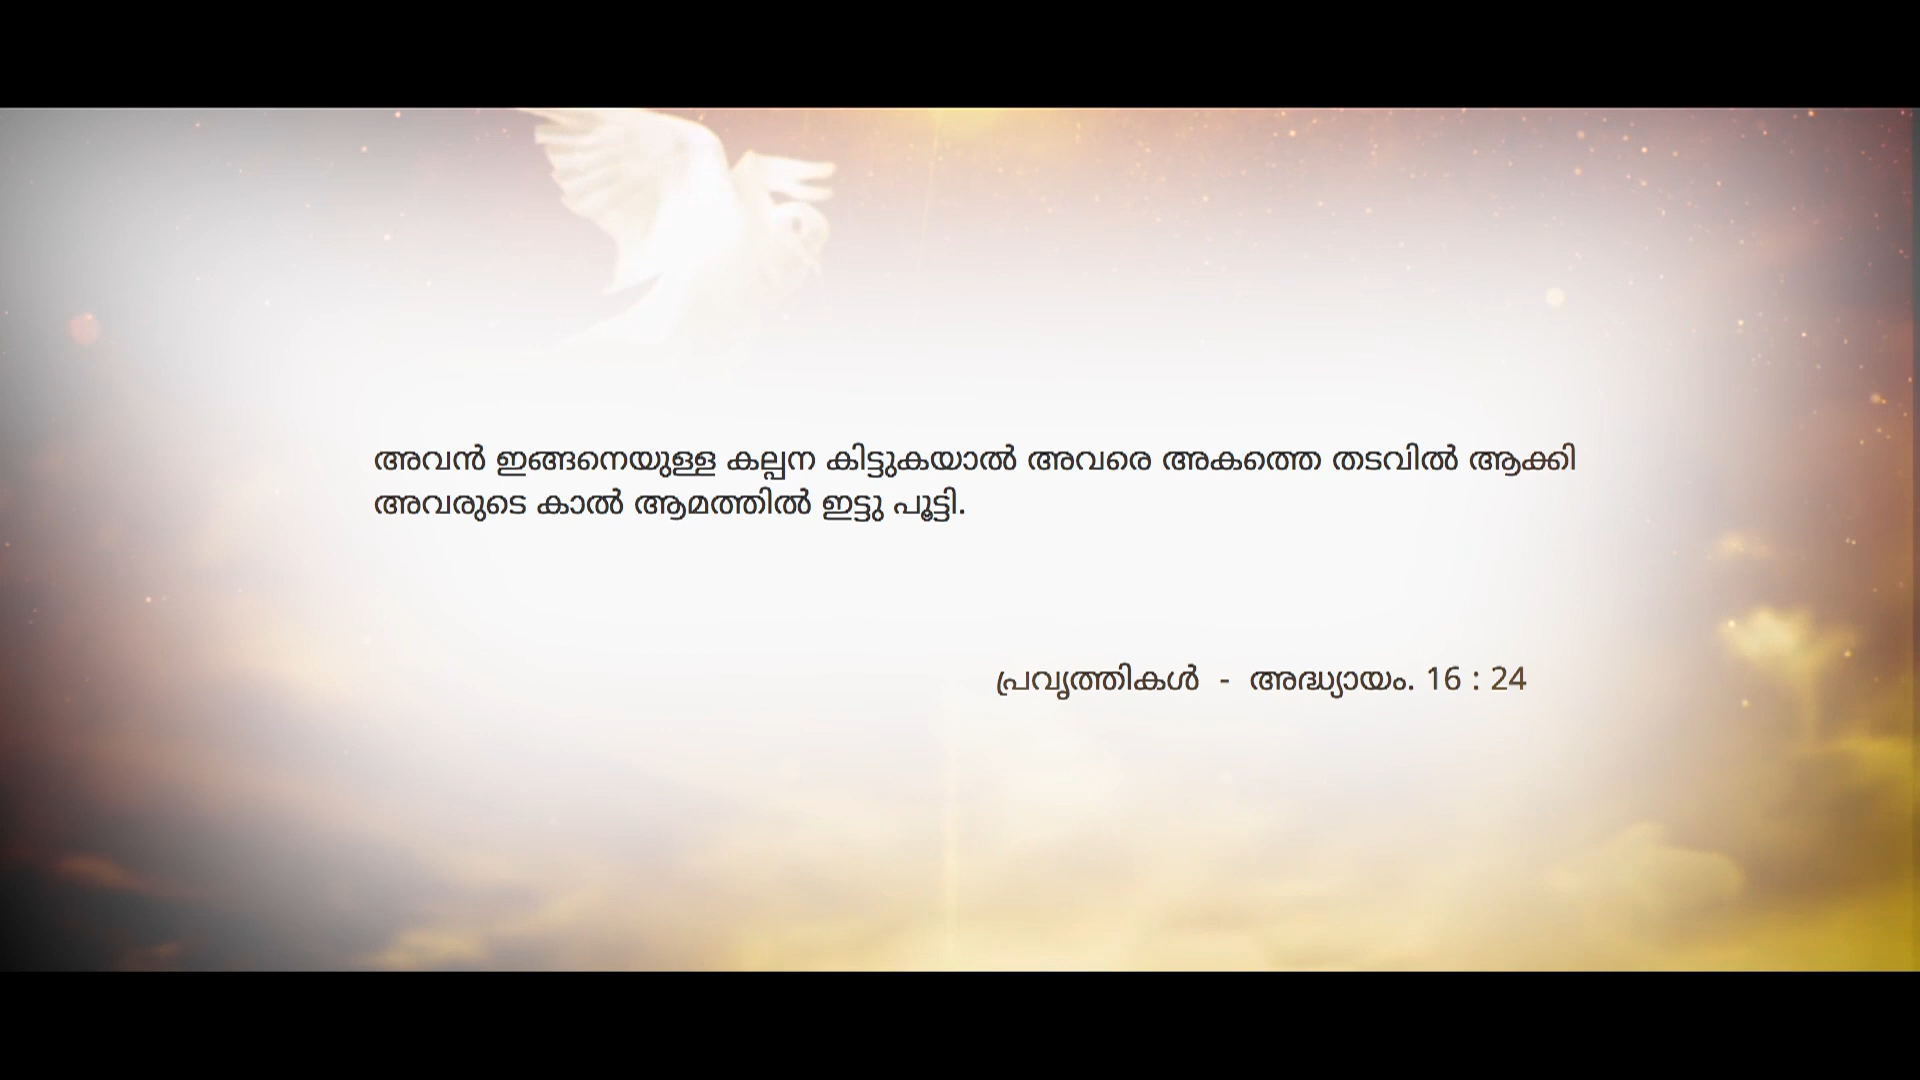 അവൻ ഇങ്ങനെയുള്ള കല്പന കിട്ടുകയാൽ അവരെ അകത്തെ തടവിൽ ആക്കി
അവരുടെ കാൽ ആമത്തിൽ ഇട്ടു പൂട്ടി.
പ്രവൃത്തികൾ - അദ്ധ്യായം. 16 : 24